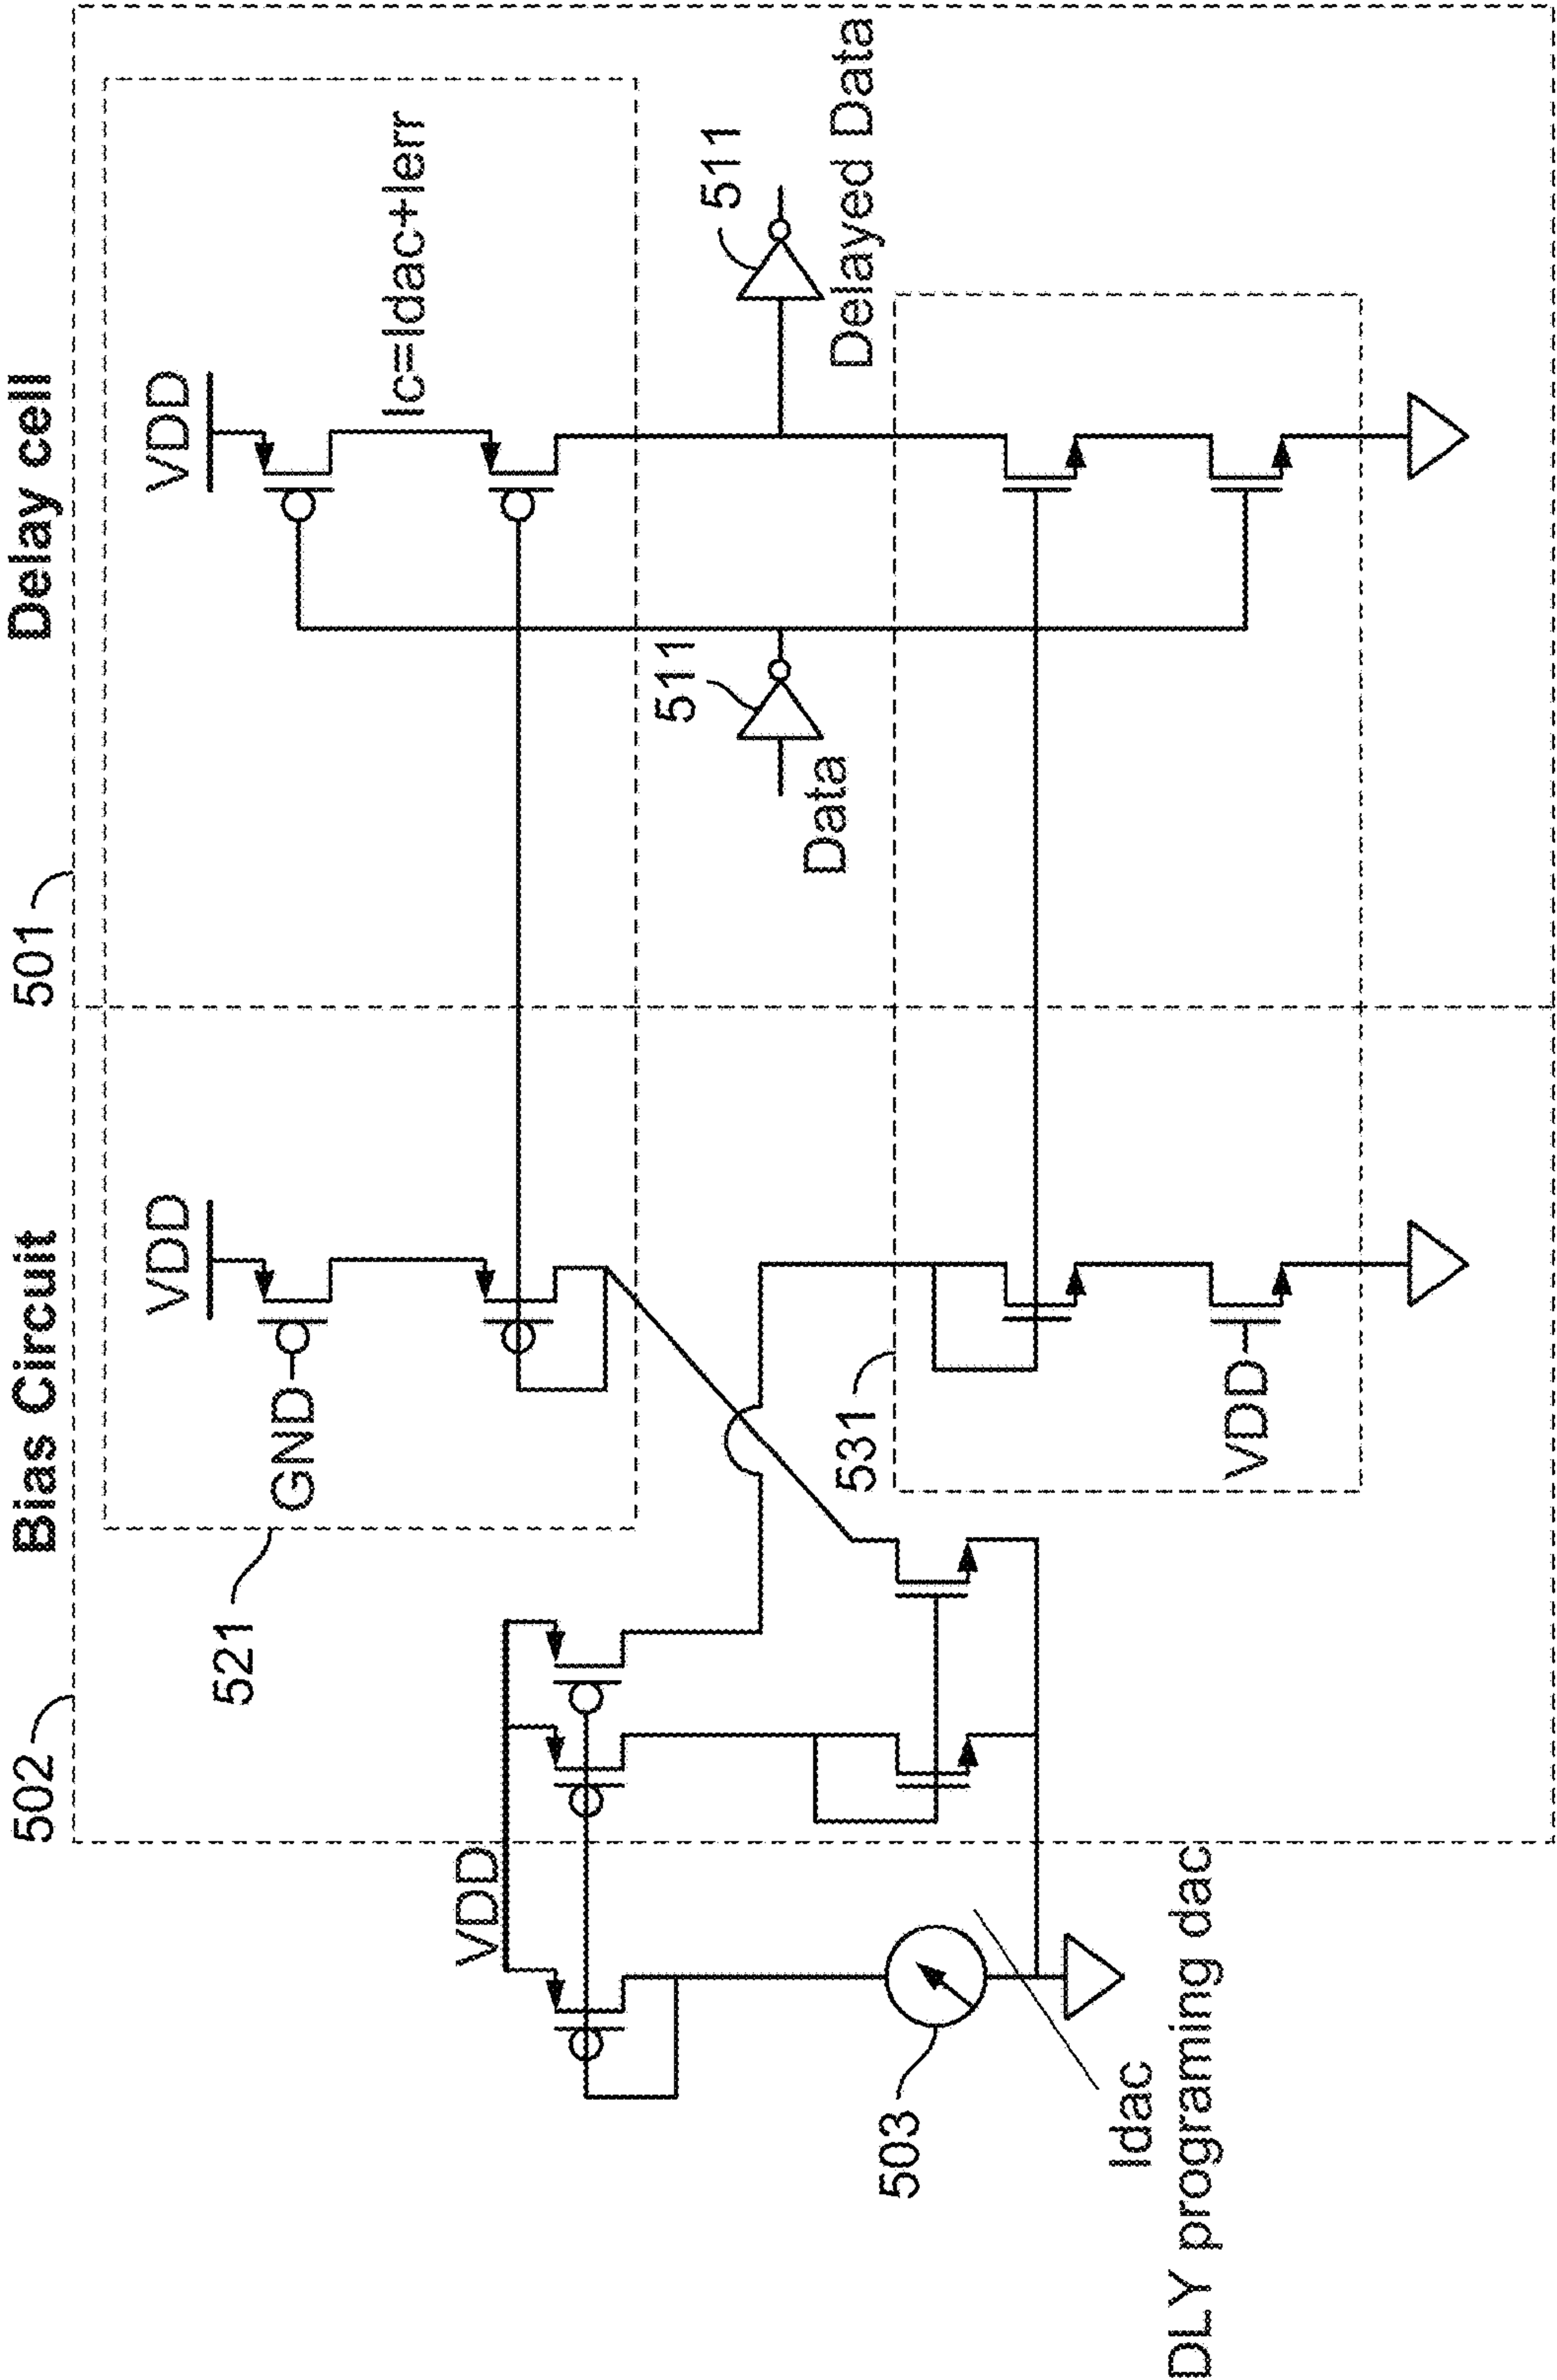 Bias Circuit
Delay cell
502
501
VDD
VDD
521
GND
Ic=Idac+Ierr
VDD
511
511
Data
Delayed Data
531
VDD
503
Idac
DLY programing dac